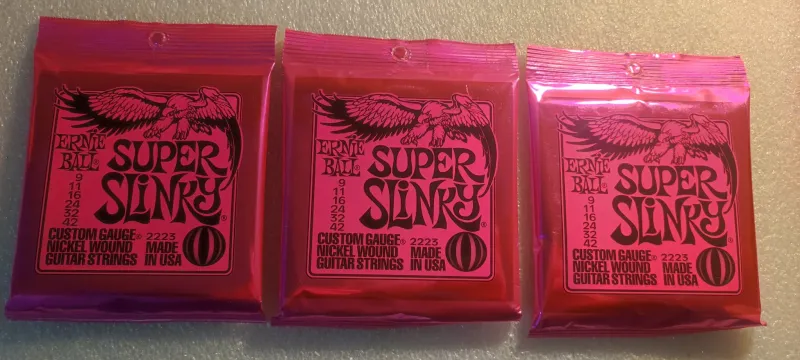 ERNIE
BALL
SUPER
SLINKY®
9
11
16
24
32
42
CUSTOM GAUGE® 2223
NICKEL WOUND MADE
GUITAR STRINGS IN USA
ERNIE
BALL
SUPER
SLINKY®
9
11
16
24
32
42
CUSTOM GAUGE® 2223
NICKEL WOUND MADE
GUITAR STRINGS IN USA
ERNIE
BALL
SUPER
SLINKY®
9
11
16
24
32
42
CUSTOM GAUGE® 2223
NICKEL WOUND MADE
GUITAR STRINGS IN USA